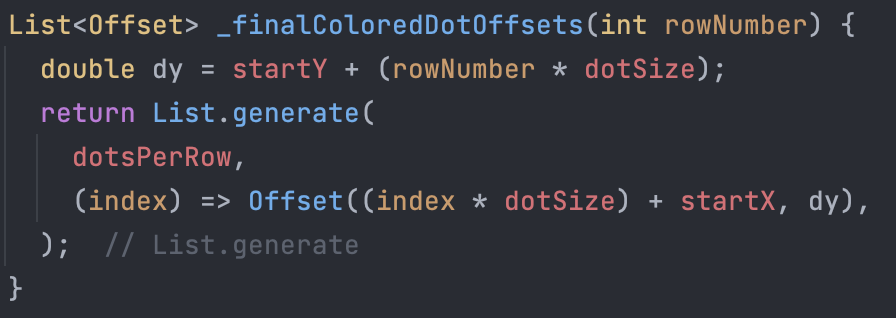 List<Offset> _finalColoredDotOffsets(int rowNumber) {
  double dy = startY + (rowNumber * dotSize);
  return List.generate(
    dotsPerRow,
    (index) => Offset((index * dotSize) + startX, dy),
  );  // List.generate
}